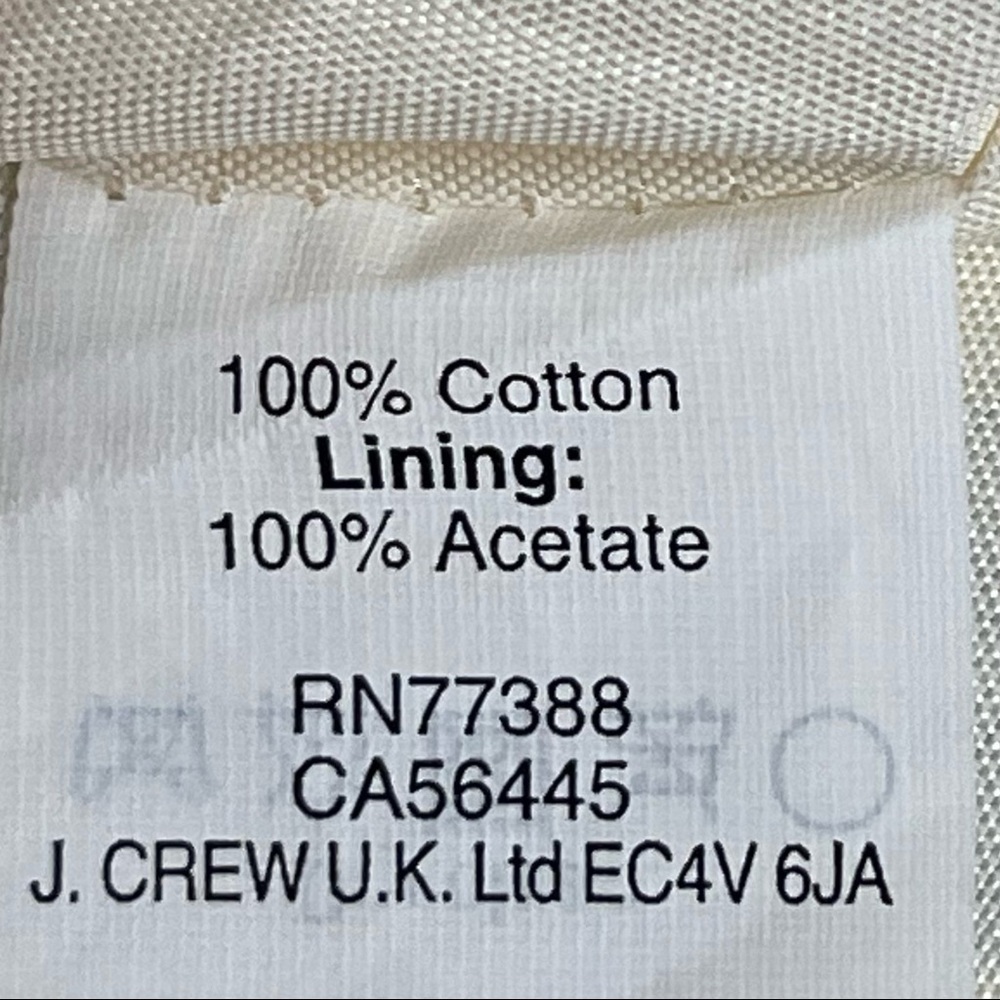 100% Cotton
Lining:
100% Acetate
RN77388
CA56445
J. CREW U.K. Ltd EC4V 6JA